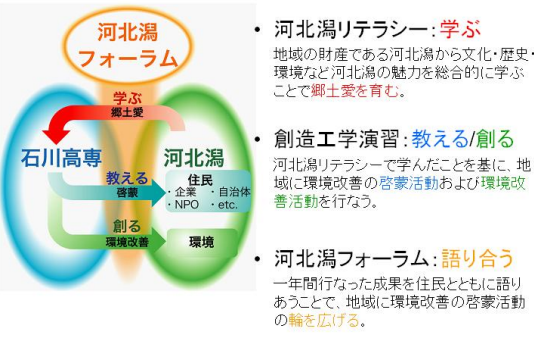 河北潟
フォーラム
学ぶ
郷土愛
石川高専
河北潟
教える
啓蒙
住民
・企業 ・自治体
・NPO ・etc.
創る
環境改善
環境
• 河北潟リテラシー：学ぶ
地域の財産である河北潟から文化・歴史・
環境など河北潟の魅力を総合的に学ぶ
ことで郷土愛を育む。
• 創造工学演習：教える/創る
河北潟リテラシーで学んだことを基に、地
域に環境改善の啓蒙活動および環境改
善活動を行なう。
• 河北潟フォーラム：語り合う
一年間行なった成果を住民とともに語り
あうことで、地域に環境改善の啓蒙活動
の輪を広げる。